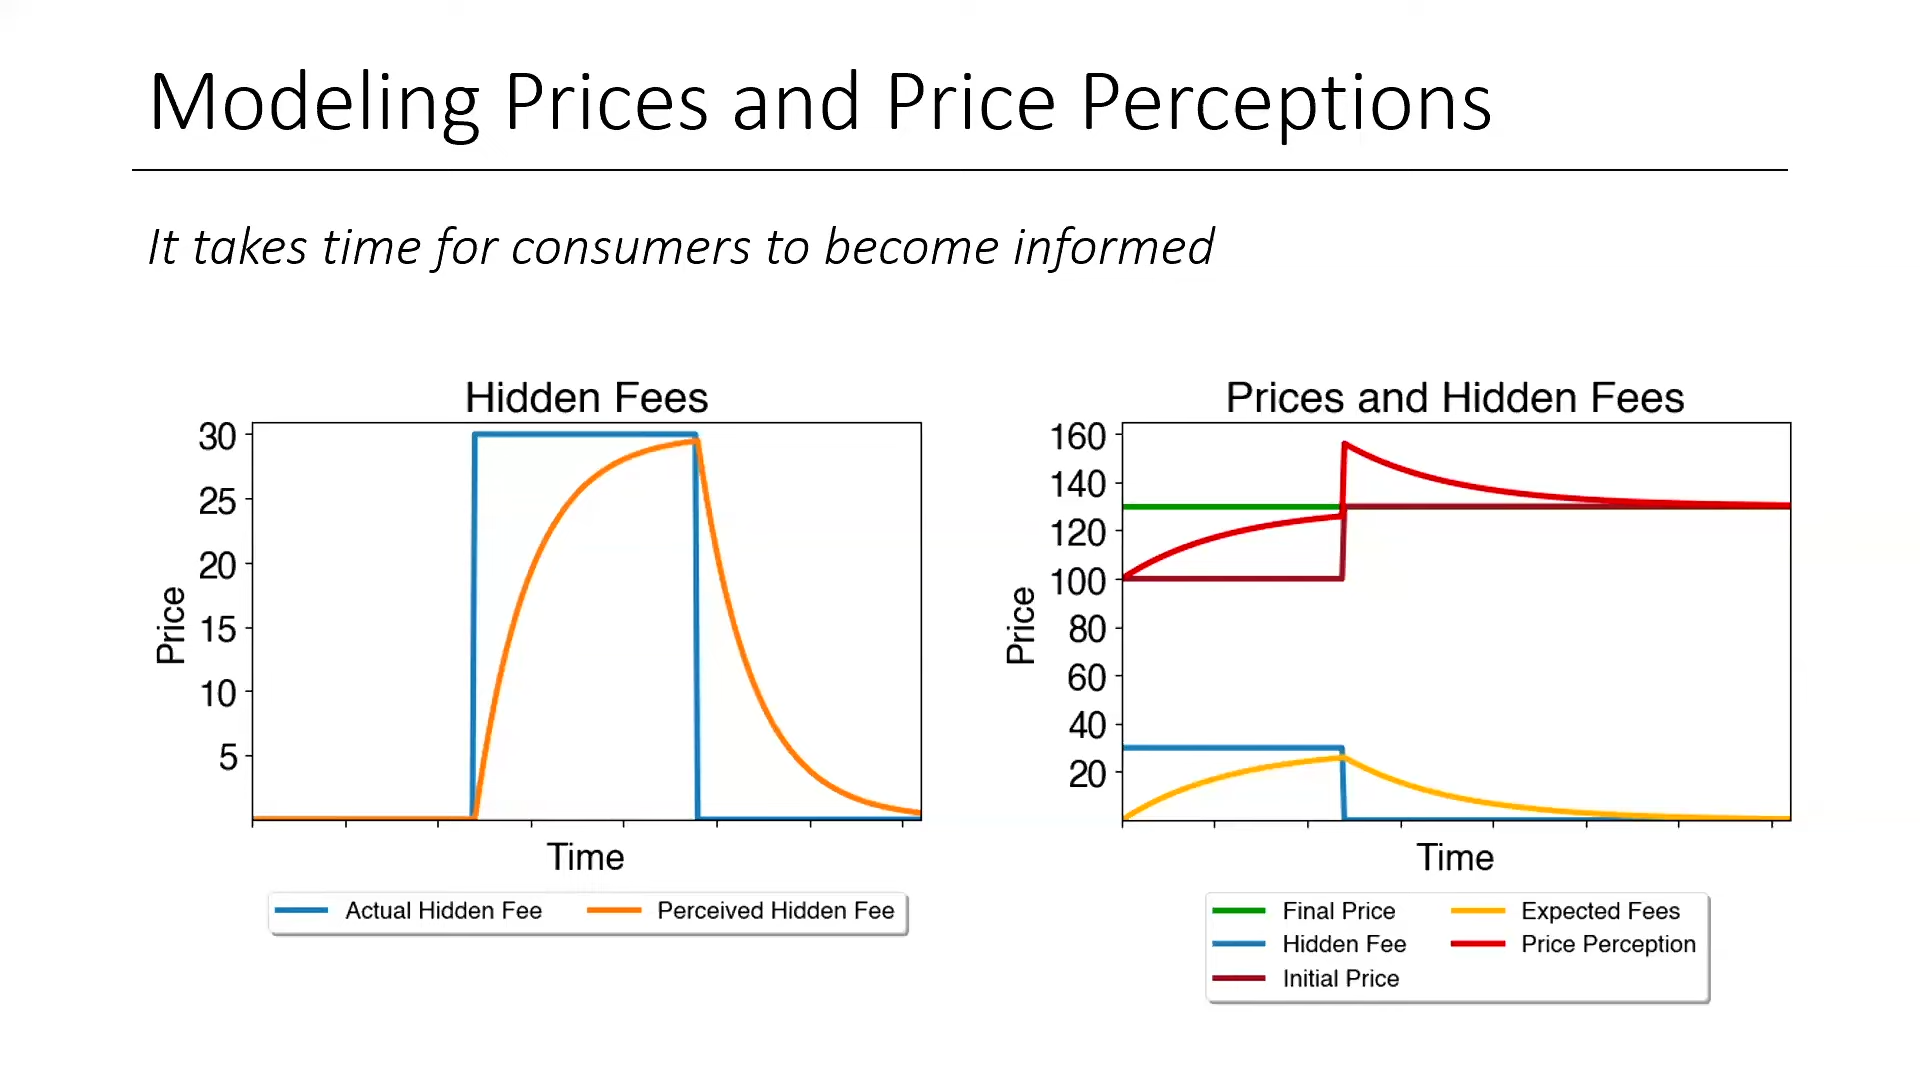 Modeling Prices and Price Perceptions
It takes time for consumers to become informed
Hidden Fees
30
25
20
15
10
5
Price
Time
Actual Hidden Fee
Perceived Hidden Fee
Prices and Hidden Fees
160
140
120
100
80
60
40
20
Price
Time
Final Price
Hidden Fee
Initial Price
Expected Fees
Price Perception